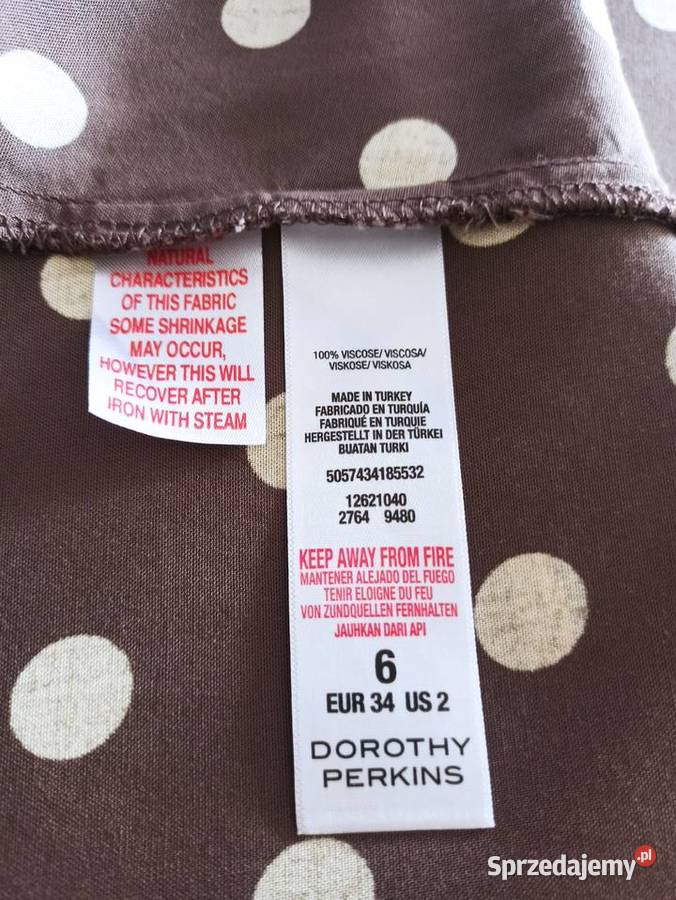 NATURAL
CHARACTERISTICS
OF THIS FABRIC
SOME SHRINKAGE
MAY OCCUR,
HOWEVER THIS WILL
RECOVER AFTER
IRON WITH STEAM
100% VISCOSE/ VISCOSA/
VISKOSE/ VISKOSA
MADE IN TURKEY
FABRICADO EN TURQUÍA
FABRIQUÉ EN TURQUIE
HERGESTELLT IN DER TÜRKEI
BUATAN TURKI
5057434185532
12621040
2764 9480
KEEP AWAY FROM FIRE
MANTENER ALEJADO DEL FUEGO
TENIR ELOIGNE DU FEU
VON ZUNDQUELLEN FERNHALTEN
JAUHKAN DARI API
6
EUR 34 US 2
DOROTHY
PERKINS
Sprzedajemy.pl